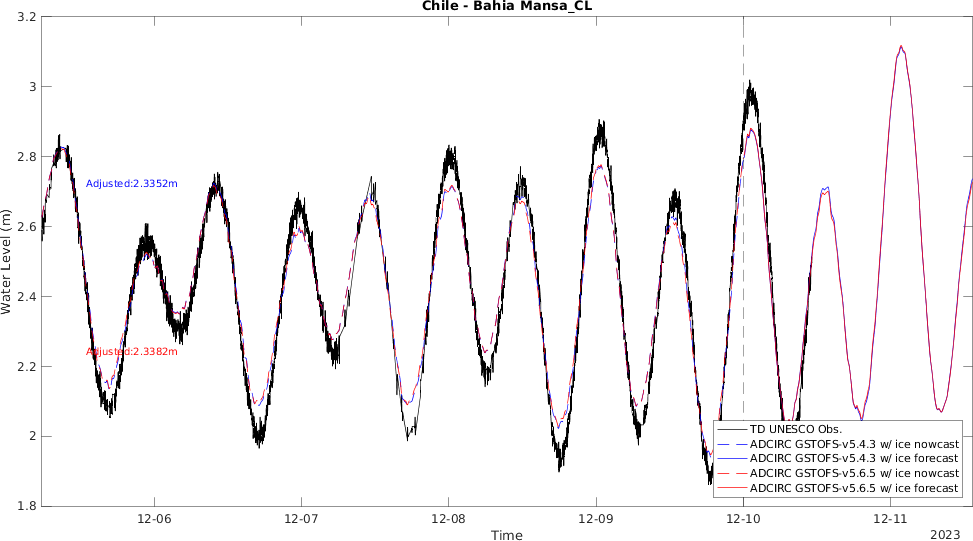 Chile - Bahia Mansa_CL
3.2
3
2.8
2.6
2.4
2.2
2
1.8
Water Level (m)
Adjusted:2.3352m
Adjusted:2.3382m
TD UNESCO Obs.
ADCIRC GSTOFS-v5.4.3 w/ ice nowcast
ADCIRC GSTOFS-v5.4.3 w/ ice forecast
ADCIRC GSTOFS-v5.6.5 w/ ice nowcast
ADCIRC GSTOFS-v5.6.5 w/ ice forecast
12-06
12-07
12-08
12-09
12-10
12-11
Time
2023